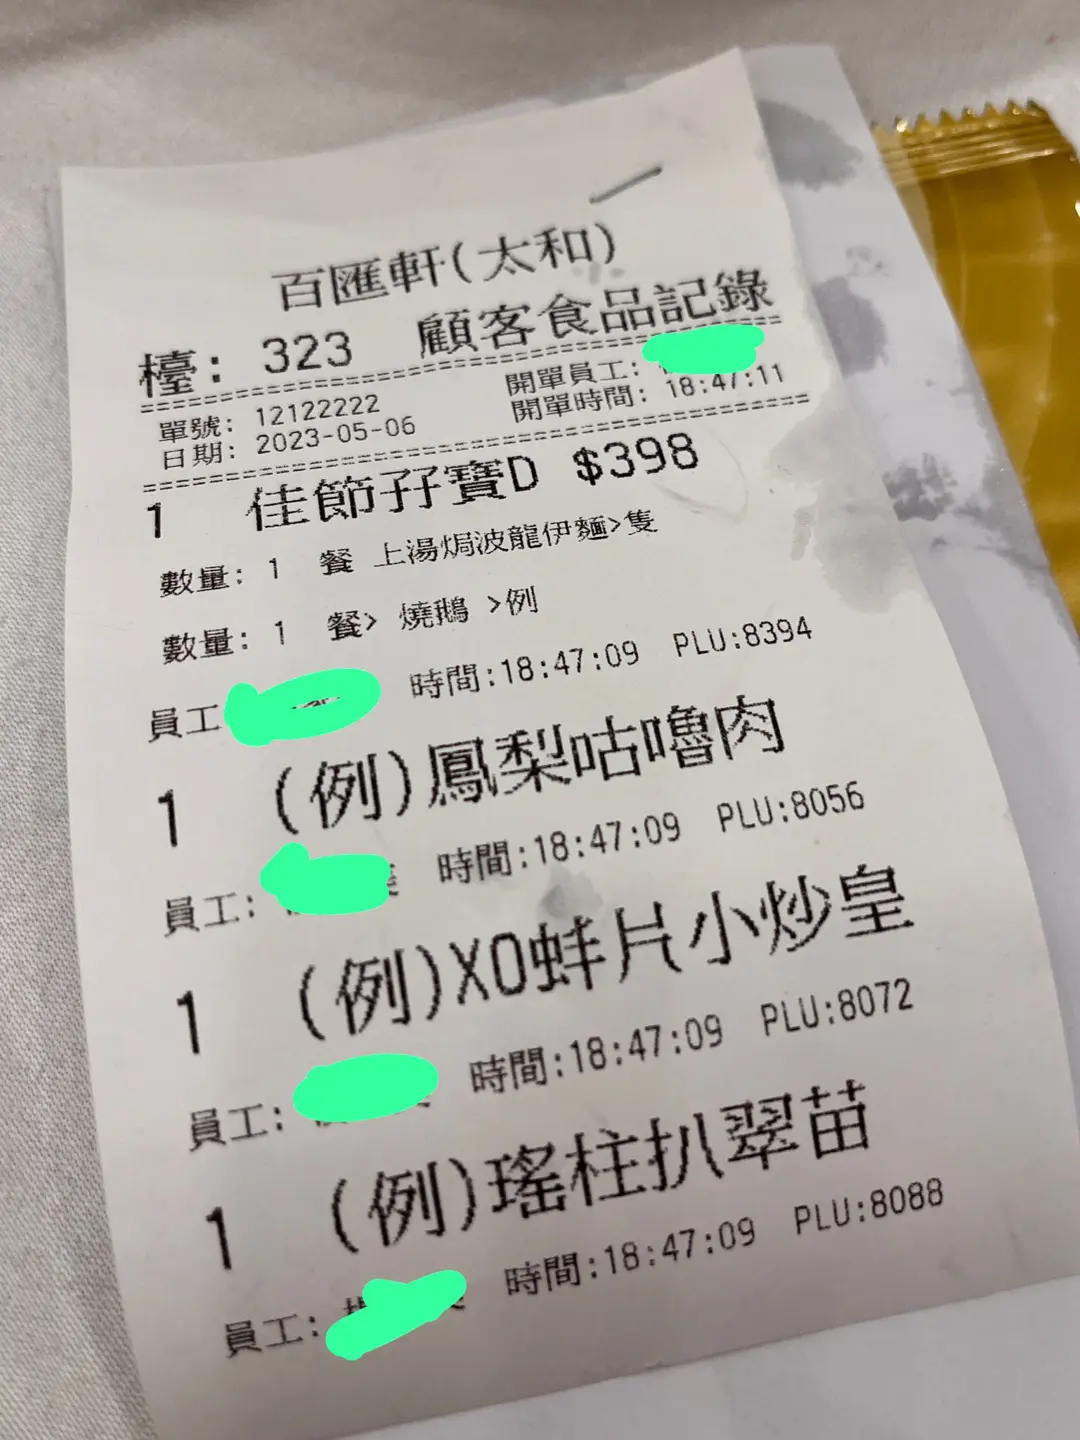 百匯軒(太和)
檯: 323 顧客食品記錄
單號: 12122222 開單員工:
日期: 2023-05-06 開單時間: 18:47:11
1 佳節孖寶D $398
數量: 1 餐 上湯焗波龍伊麵>隻
數量: 1 餐> 燒鵝 >例
員工 時間:18:47:09 PLU:8394
1 (例)鳳梨咕嚕肉
員工: 時間:18:47:09 PLU:8056
1 (例)XO蚌片小炒皇
員工: 時間:18:47:09 PLU:8072
1 (例)瑤柱扒翠苗
員工: 時間:18:47:09 PLU:8088